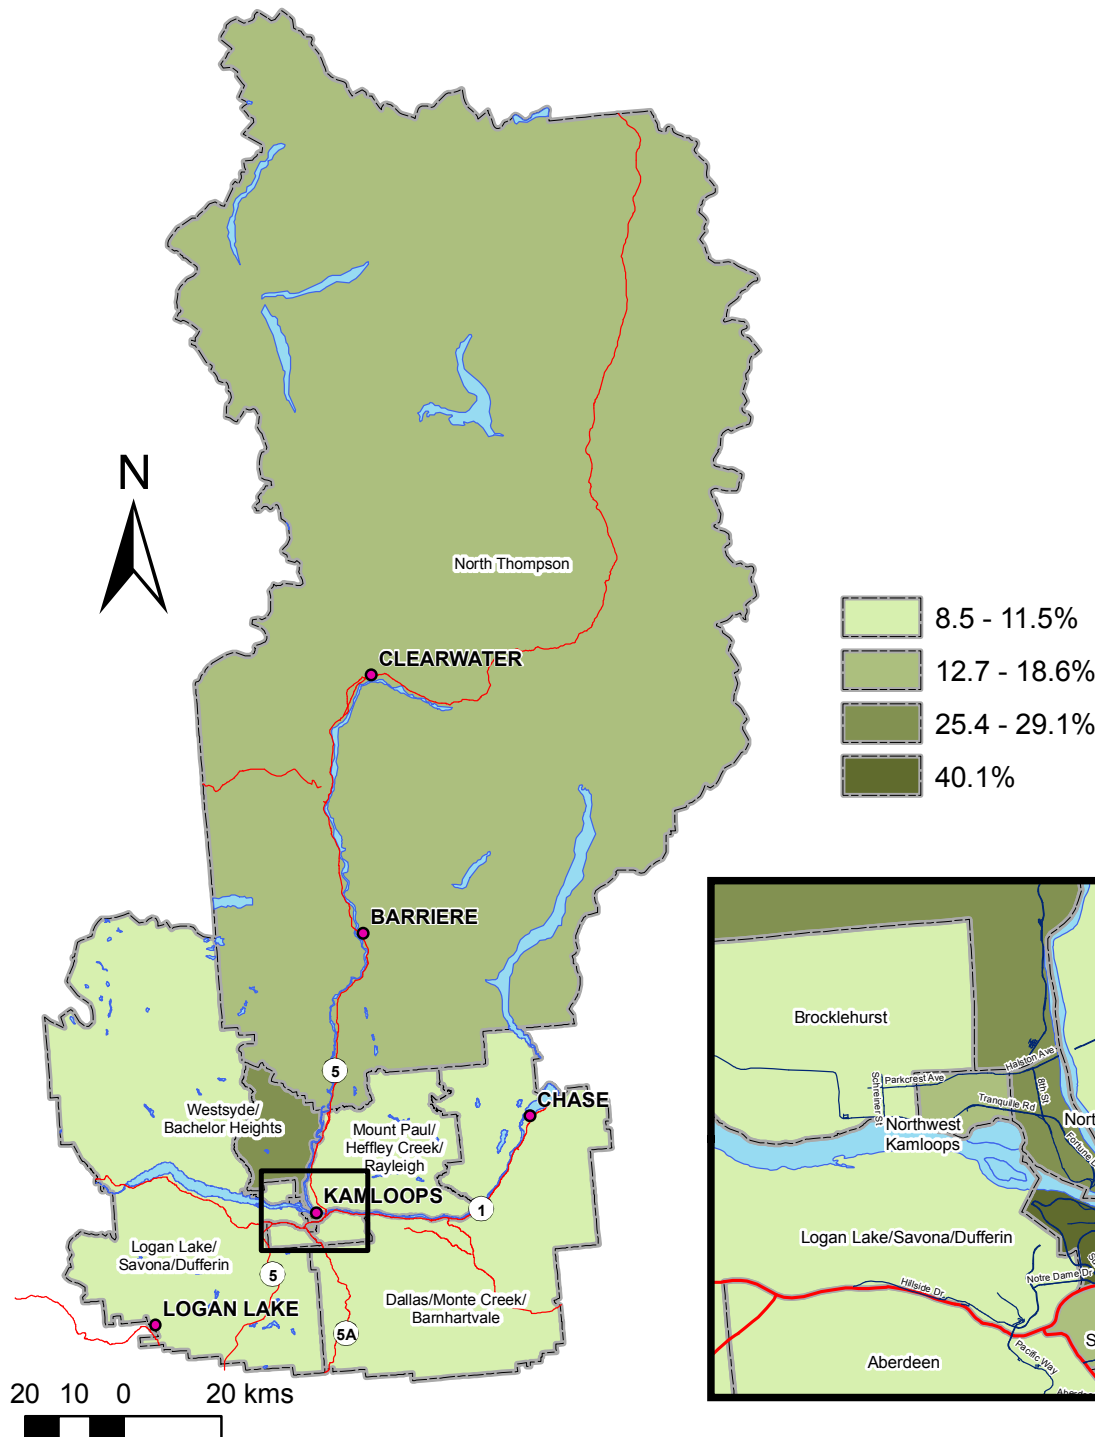 N
North Thompson
8.5 - 11.5%
CLEARWATER
12.7 - 18.6%
25.4 - 29.1%
40.1%
BARRIERE
5
Westsyde/
Bachelor Heights
Mount Paul/
Heffley Creek/
Rayleigh
CHASE
KAMLOOPS
1
Logan Lake/
Savona/Dufferin
5
Dallas/Monte Creek/
Barnhartvale
LOGAN LAKE
5A
20 10 0 20 kms
Brocklehurst
Halston Ave
Parkcrest Ave
Schreiner St
8th St
Tranquille Rd
Northwest
Kamloops
Nort
Fortune
Logan Lake/Savona/Dufferin
Notre Dame Dr
Hillside Dr
Pacific Way
S
Aberdeen